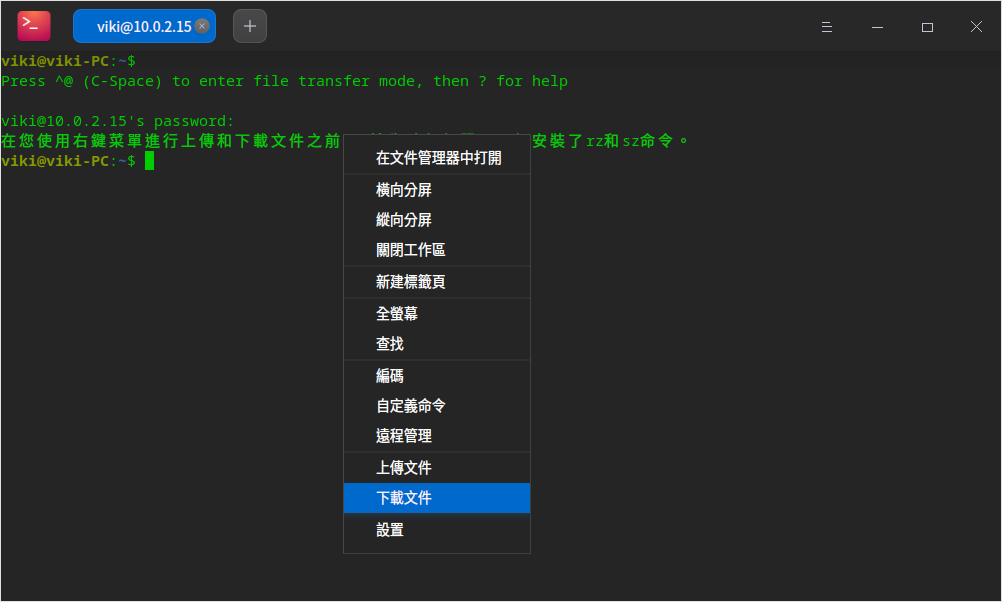 viki@10.0.2.15
viki@viki-PC:~$
Press ^@ (C-Space) to enter file transfer mode, then ? for help
viki@10.0.2.15's password:
在您使用右鍵菜單進行上傳和下載文件之前
安裝了rz和sz命令。
viki@viki-PC:~$
在文件管理器中打開
橫向分屏
縱向分屏
關閉工作區
新建標籤頁
全螢幕
查找
編碼
自定義命令
遠程管理
上傳文件
下載文件
設置